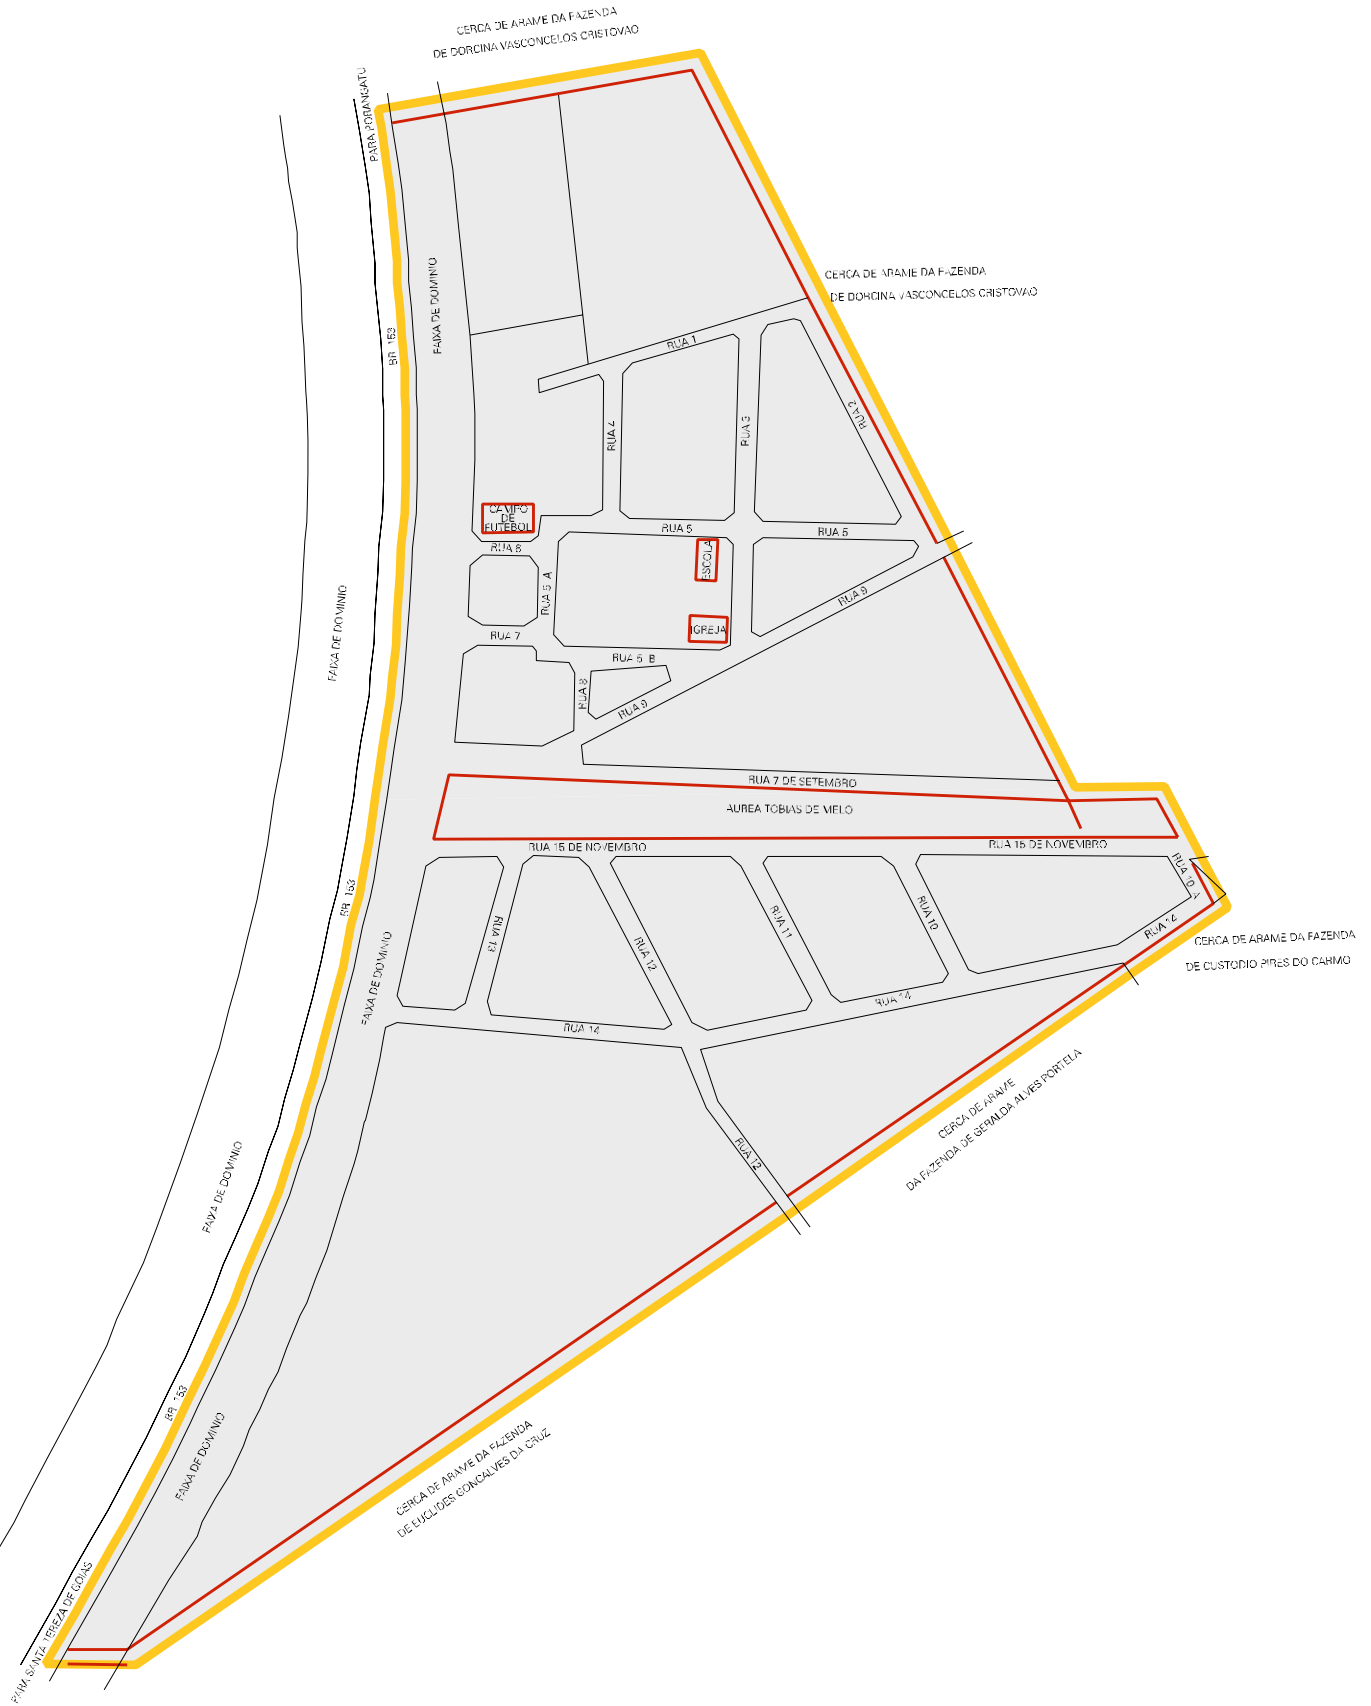 CERCA DE ARAME DA FAZENDA
DE DORCINA VASCONCELOS CRISTOVAO
PARA PORANGATU
CERCA DE ARAME DA FAZENDA
DE DORCINA VASCONCELOS CRISTOVAO
FAIXA DE DOMINIO
BR 153
RUA 1
RUA 2
RUA 3
RUA 4
CAMPO
DE
FUTEBOL
RUA 5
RUA 5
RUA 6
ESCOLA
RUA 5 A
RUA 9
FAIXA DE DOMINIO
IGREJA
RUA 7
RUA 5 B
RUA 8
RUA 9
RUA 7 DE SETEMBRO
AUREA TOBIAS DE MELO
RUA 15 DE NOVEMBRO
RUA 15 DE NOVEMBRO
RUA 10 A
BR 153
RUA 13
RUA 12
RUA 11
RUA 10
RUA 14
CERCA DE ARAME DA FAZENDA
DE CUSTODIO PIRES DO CARMO
FAIXA DE DOMINIO
RUA 14
RUA 14
CERCA DE ARAME
DA FAZENDA DE GERALDA ALVES PORTELA
RUA 12
FAIXA DE DOMINIO
BR 153
FAIXA DE DOMINIO
CERCA DE ARAME DA FAZENDA
DE EUCLIDES GONCALVES DA CRUZ
PARA SANTA TEREZA DE GOIAS